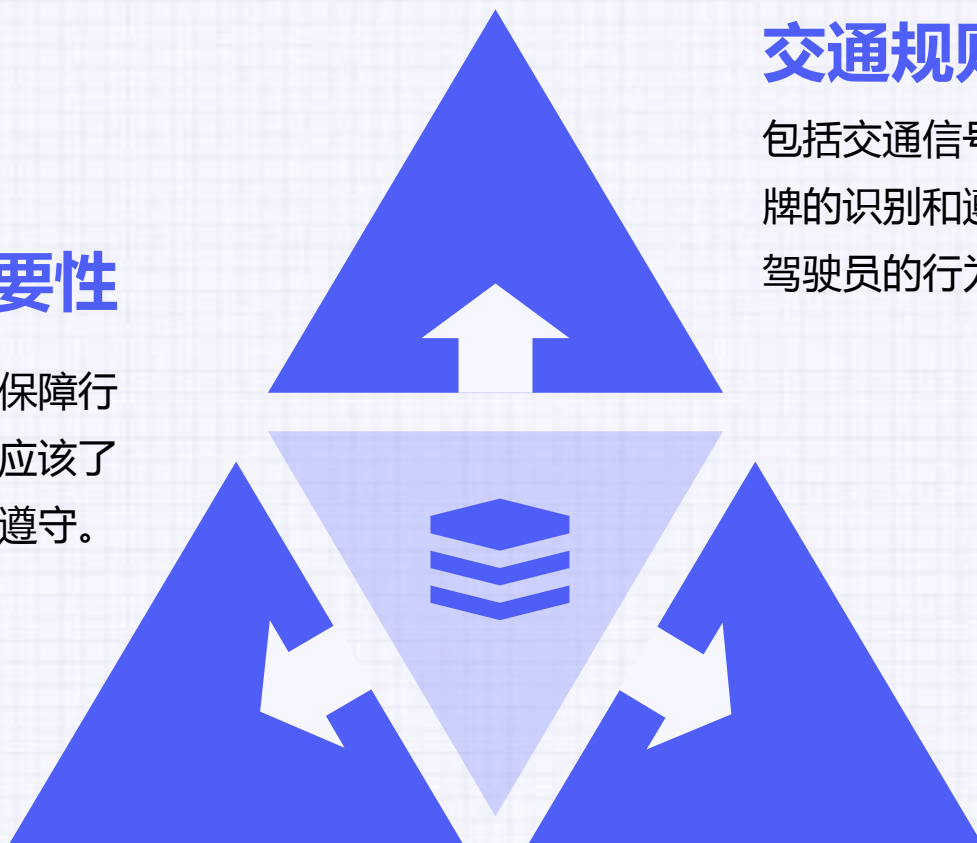 要性
保障行
应该了
遵守。
交通规则
包括交通信号
牌的识别和遵
驾驶员的行为